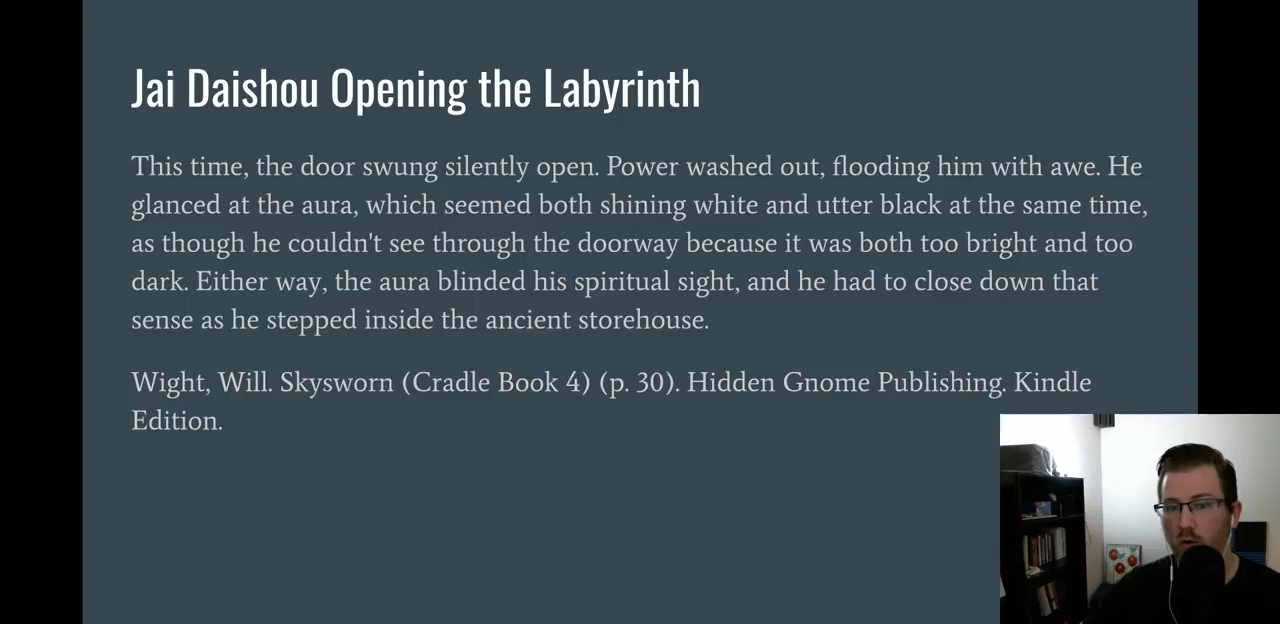 Jai Daishou Opening the Labyrinth
This time, the door swung silently open. Power washed out, flooding him with awe. He
glanced at the aura, which seemed both shining white and utter black at the same time,
as though he couldn't see through the doorway because it was both too bright and too
dark. Either way, the aura blinded his spiritual sight, and he had to close down that
sense as he stepped inside the ancient storehouse.
Wight, Will. Skysworn (Cradle Book 4) (p. 30). Hidden Gnome Publishing. Kindle
Edition.